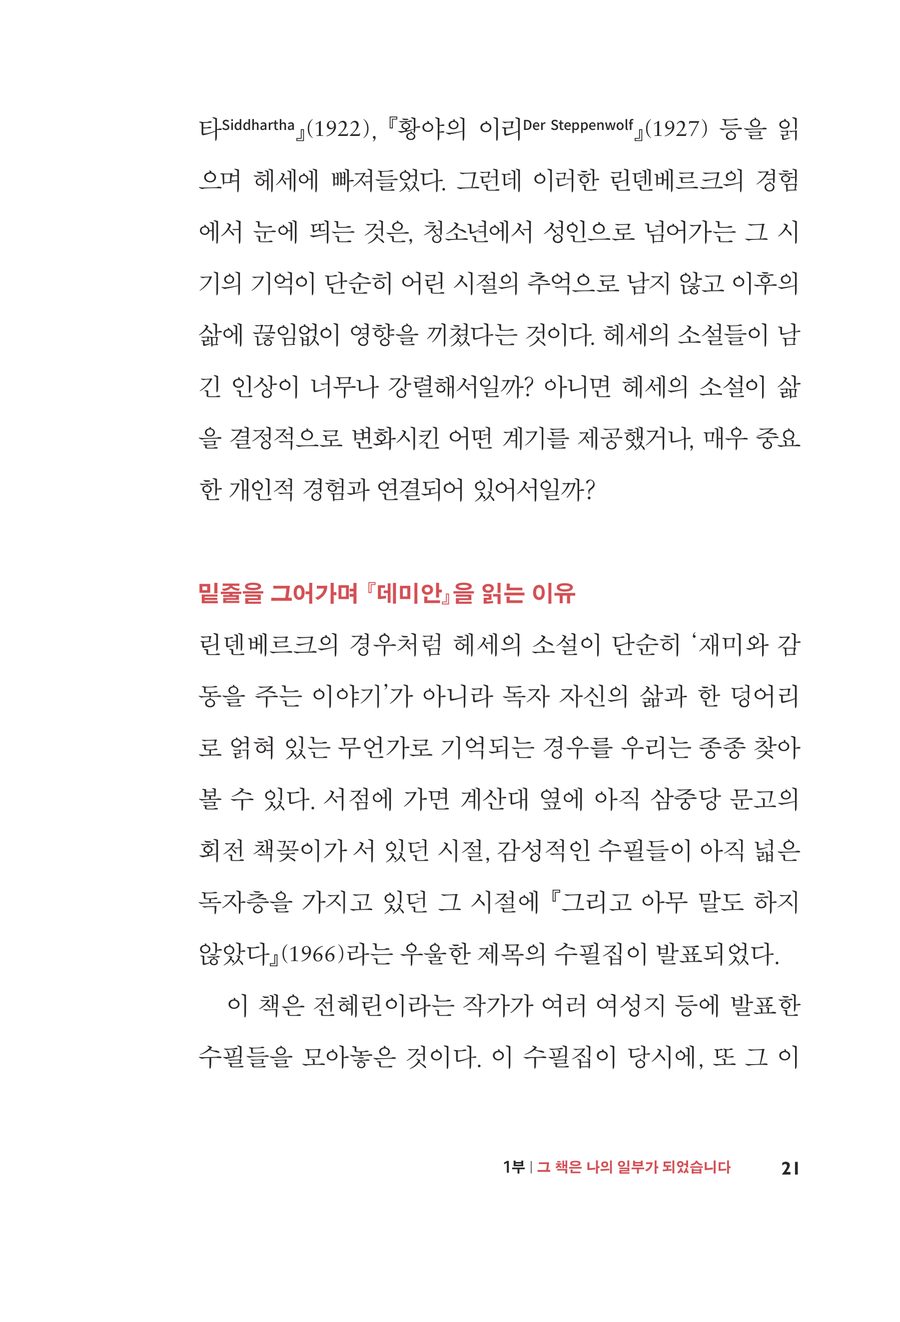 타Siddhartha』(1922), 『황야의 이리Der Steppenwolf』(1927) 등을 읽
으며 헤세에 빠져들었다. 그런데 이러한 린덴베르크의 경험
에서 눈에 띄는 것은, 청소년에서 성인으로 넘어가는 그 시
기의 기억이 단순히 어린 시절의 추억으로 남지 않고 이후의
삶에 끊임없이 영향을 끼쳤다는 것이다. 헤세의 소설들이 남
긴 인상이 너무나 강렬해서일까? 아니면 헤세의 소설이 삶
을 결정적으로 변화시킨 어떤 계기를 제공했거나, 매우 중요
한 개인적 경험과 연결되어 있어서일까?
밑줄을 그어가며 『데미안』을 읽는 이유
린덴베르크의 경우처럼 헤세의 소설이 단순히 ‘재미와 감
동을 주는 이야기’가 아니라 독자 자신의 삶과 한 덩어리
로 얽혀 있는 무언가로 기억되는 경우를 우리는 종종 찾아
볼 수 있다. 서점에 가면 계산대 옆에 아직 삼중당 문고의
회전 책꽂이가 서 있던 시절, 감성적인 수필들이 아직 넓은
독자층을 가지고 있던 그 시절에 『그리고 아무 말도 하지
않았다』(1966)라는 우울한 제목의 수필집이 발표되었다.
이 책은 전혜린이라는 작가가 여러 여성지 등에 발표한
수필들을 모아놓은 것이다. 이 수필집이 당시에, 또 그 이
1부 | 그 책은 나의 일부가 되었습니다 21